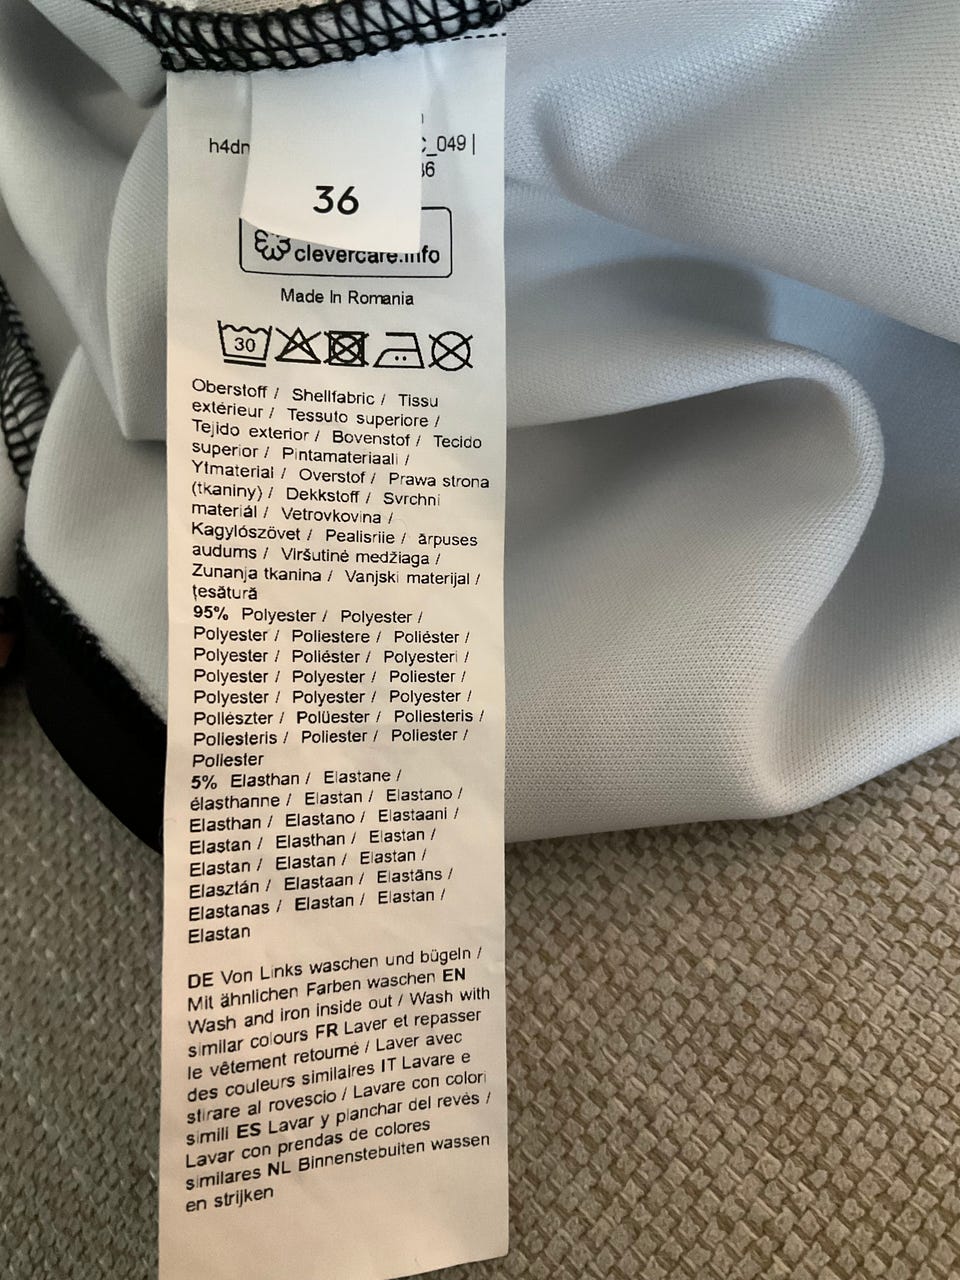 h4dn
_049 |
36
clevercare.info
Made In Romania
30
Oberstoff / Shellfabric / Tissu
extérieur / Tessuto superiore /
Tejido exterior / Bovenstof / Tecido
superior / Pintamateriaali /
Ytmaterial / Overstof / Prawa strona
(tkaniny) / Dekkstoff / Svrchni
materiál / Vetrovkovina /
Kagylószövet / Pealisriie / ārpuses
audums / Viršutinė medžiaga /
Zunanja tkanina / Vanjski materijal /
țesătură
95% Polyester / Polyester /
Polyester / Poliestere / Poliéster /
Polyester / Poliéster / Polyesteri /
Polyester / Polyester / Poliester /
Polyester / Polyester / Polyester /
Poliészter / Polüester / Poliesteris /
Poliesteris / Poliester / Poliester /
Poliester
5% Elasthan / Elastane /
élasthanne / Elastan / Elastano /
Elasthan / Elastano / Elastaani /
Elastan / Elasthan / Elastan /
Elastan / Elastan / Elastan /
Elasztán / Elastaan / Elastāns /
Elastanas / Elastan / Elastan /
Elastan
DE Von Links waschen und bügeln /
Mit ähnlichen Farben waschen EN
Wash and iron inside out / Wash with
similar colours FR Laver et repasser
le vêtement retourné / Laver avec
des couleurs similaires IT Lavare e
stirare al rovescio / Lavare con colori
simili ES Lavar y planchar del revés /
Lavar con prendas de colores
similares NL Binnenstebuiten wassen
en strijken